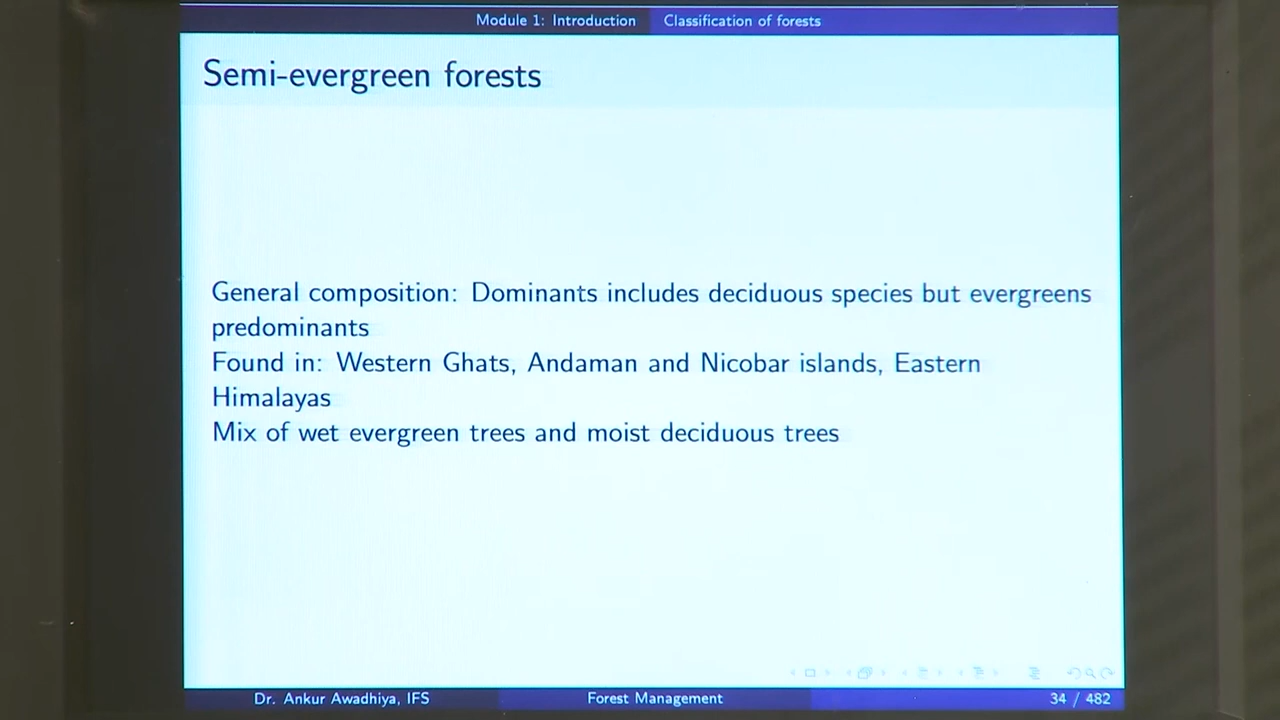 Module 1: Introduction Classification of forests
Semi-evergreen forests
General composition: Dominants includes deciduous species but evergreens
predominants
Found in: Western Ghats, Andaman and Nicobar islands, Eastern
Himalayas
Mix of wet evergreen trees and moist deciduous trees
Dr. Ankur Awadhiya, IFS Forest Management 34 / 482